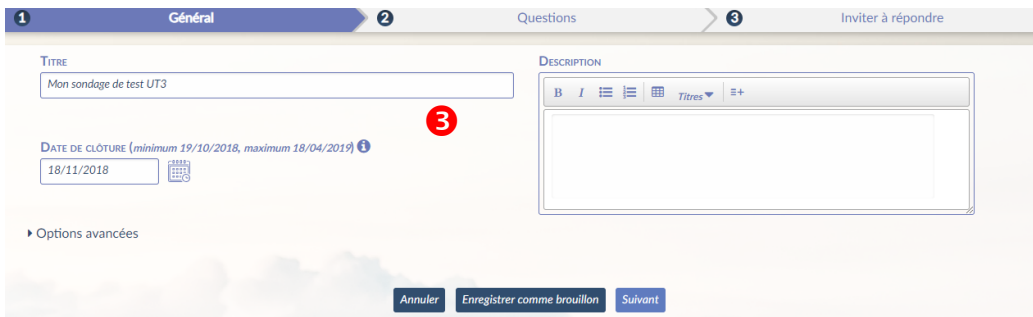 1 Général 2 Questions 3 Inviter à répondre
TITRE
Mon sondage de test UT3
3
DATE DE CLÔTURE (minimum 19/10/2018, maximum 18/04/2019) i
18/11/2018
DESCRIPTION
B I Titres
Options avancées
Annuler Enregistrer comme brouillon Suivant